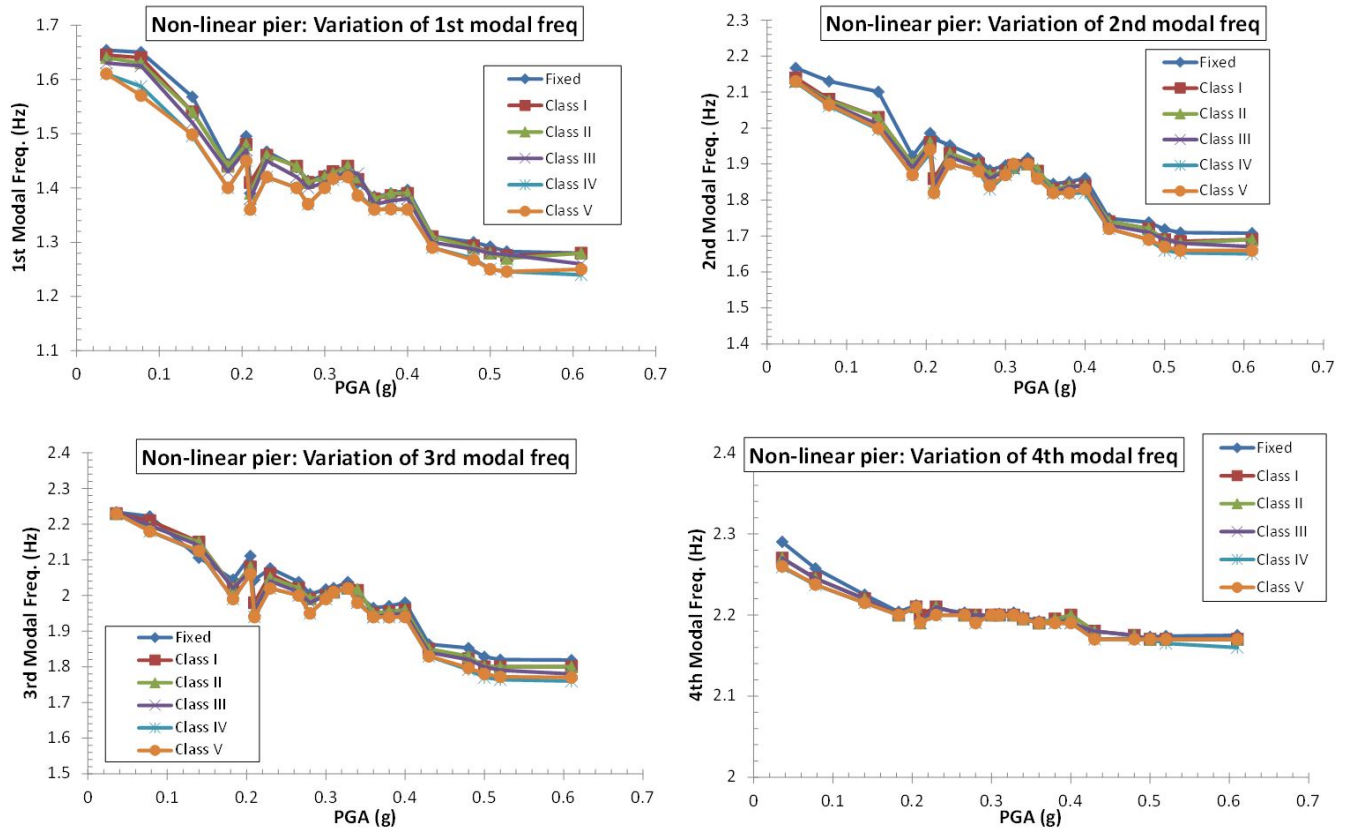 Non-linear pier: Variation of 1st modal freq
1st Modal Freq. (Hz)
1.7
1.6
1.5
1.4
1.3
1.2
1.1
Fixed
Class I
Class II
Class III
Class IV
Class V
0 0.1 0.2 0.3 0.4 0.5 0.6 0.7
PGA (g)
Non-linear pier: Variation of 2nd modal freq
2nd Modal Freq. (Hz)
2.3
2.2
2.1
2
1.9
1.8
1.7
1.6
1.5
1.4
Fixed
Class I
Class II
Class III
Class IV
Class V
0 0.1 0.2 0.3 0.4 0.5 0.6 0.7
PGA (g)
Non-linear pier: Variation of 3rd modal freq
3rd Modal Freq. (Hz)
2.4
2.3
2.2
2.1
2
1.9
1.8
1.7
1.6
1.5
Fixed
Class I
Class II
Class III
Class IV
Class V
0 0.1 0.2 0.3 0.4 0.5 0.6 0.7
PGA (g)
Non-linear pier: Variation of 4th modal freq
4th Modal Freq. (Hz)
2.4
2.3
2.2
2.1
2
Fixed
Class I
Class II
Class III
Class IV
Class V
0 0.1 0.2 0.3 0.4 0.5 0.6 0.7
PGA (g)